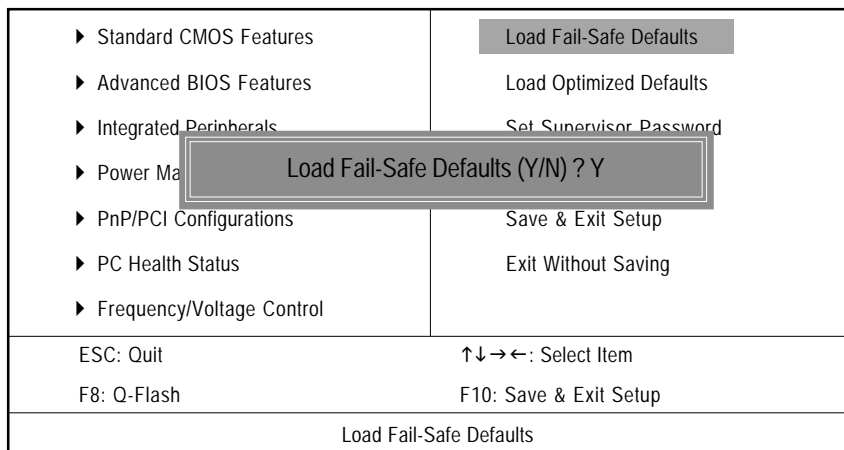 ▶ Standard CMOS Features
▶ Advanced BIOS Features
▶ Integrated Peripherals
▶ Power Ma
▶ PnP/PCI Configurations
▶ PC Health Status
▶ Frequency/Voltage Control
Load Fail-Safe Defaults
Load Optimized Defaults
Set Supervisor Password
Save & Exit Setup
Exit Without Saving
Load Fail-Safe Defaults (Y/N) ? Y
ESC: Quit
↑↓→←: Select Item
F8: Q-Flash
F10: Save & Exit Setup
Load Fail-Safe Defaults